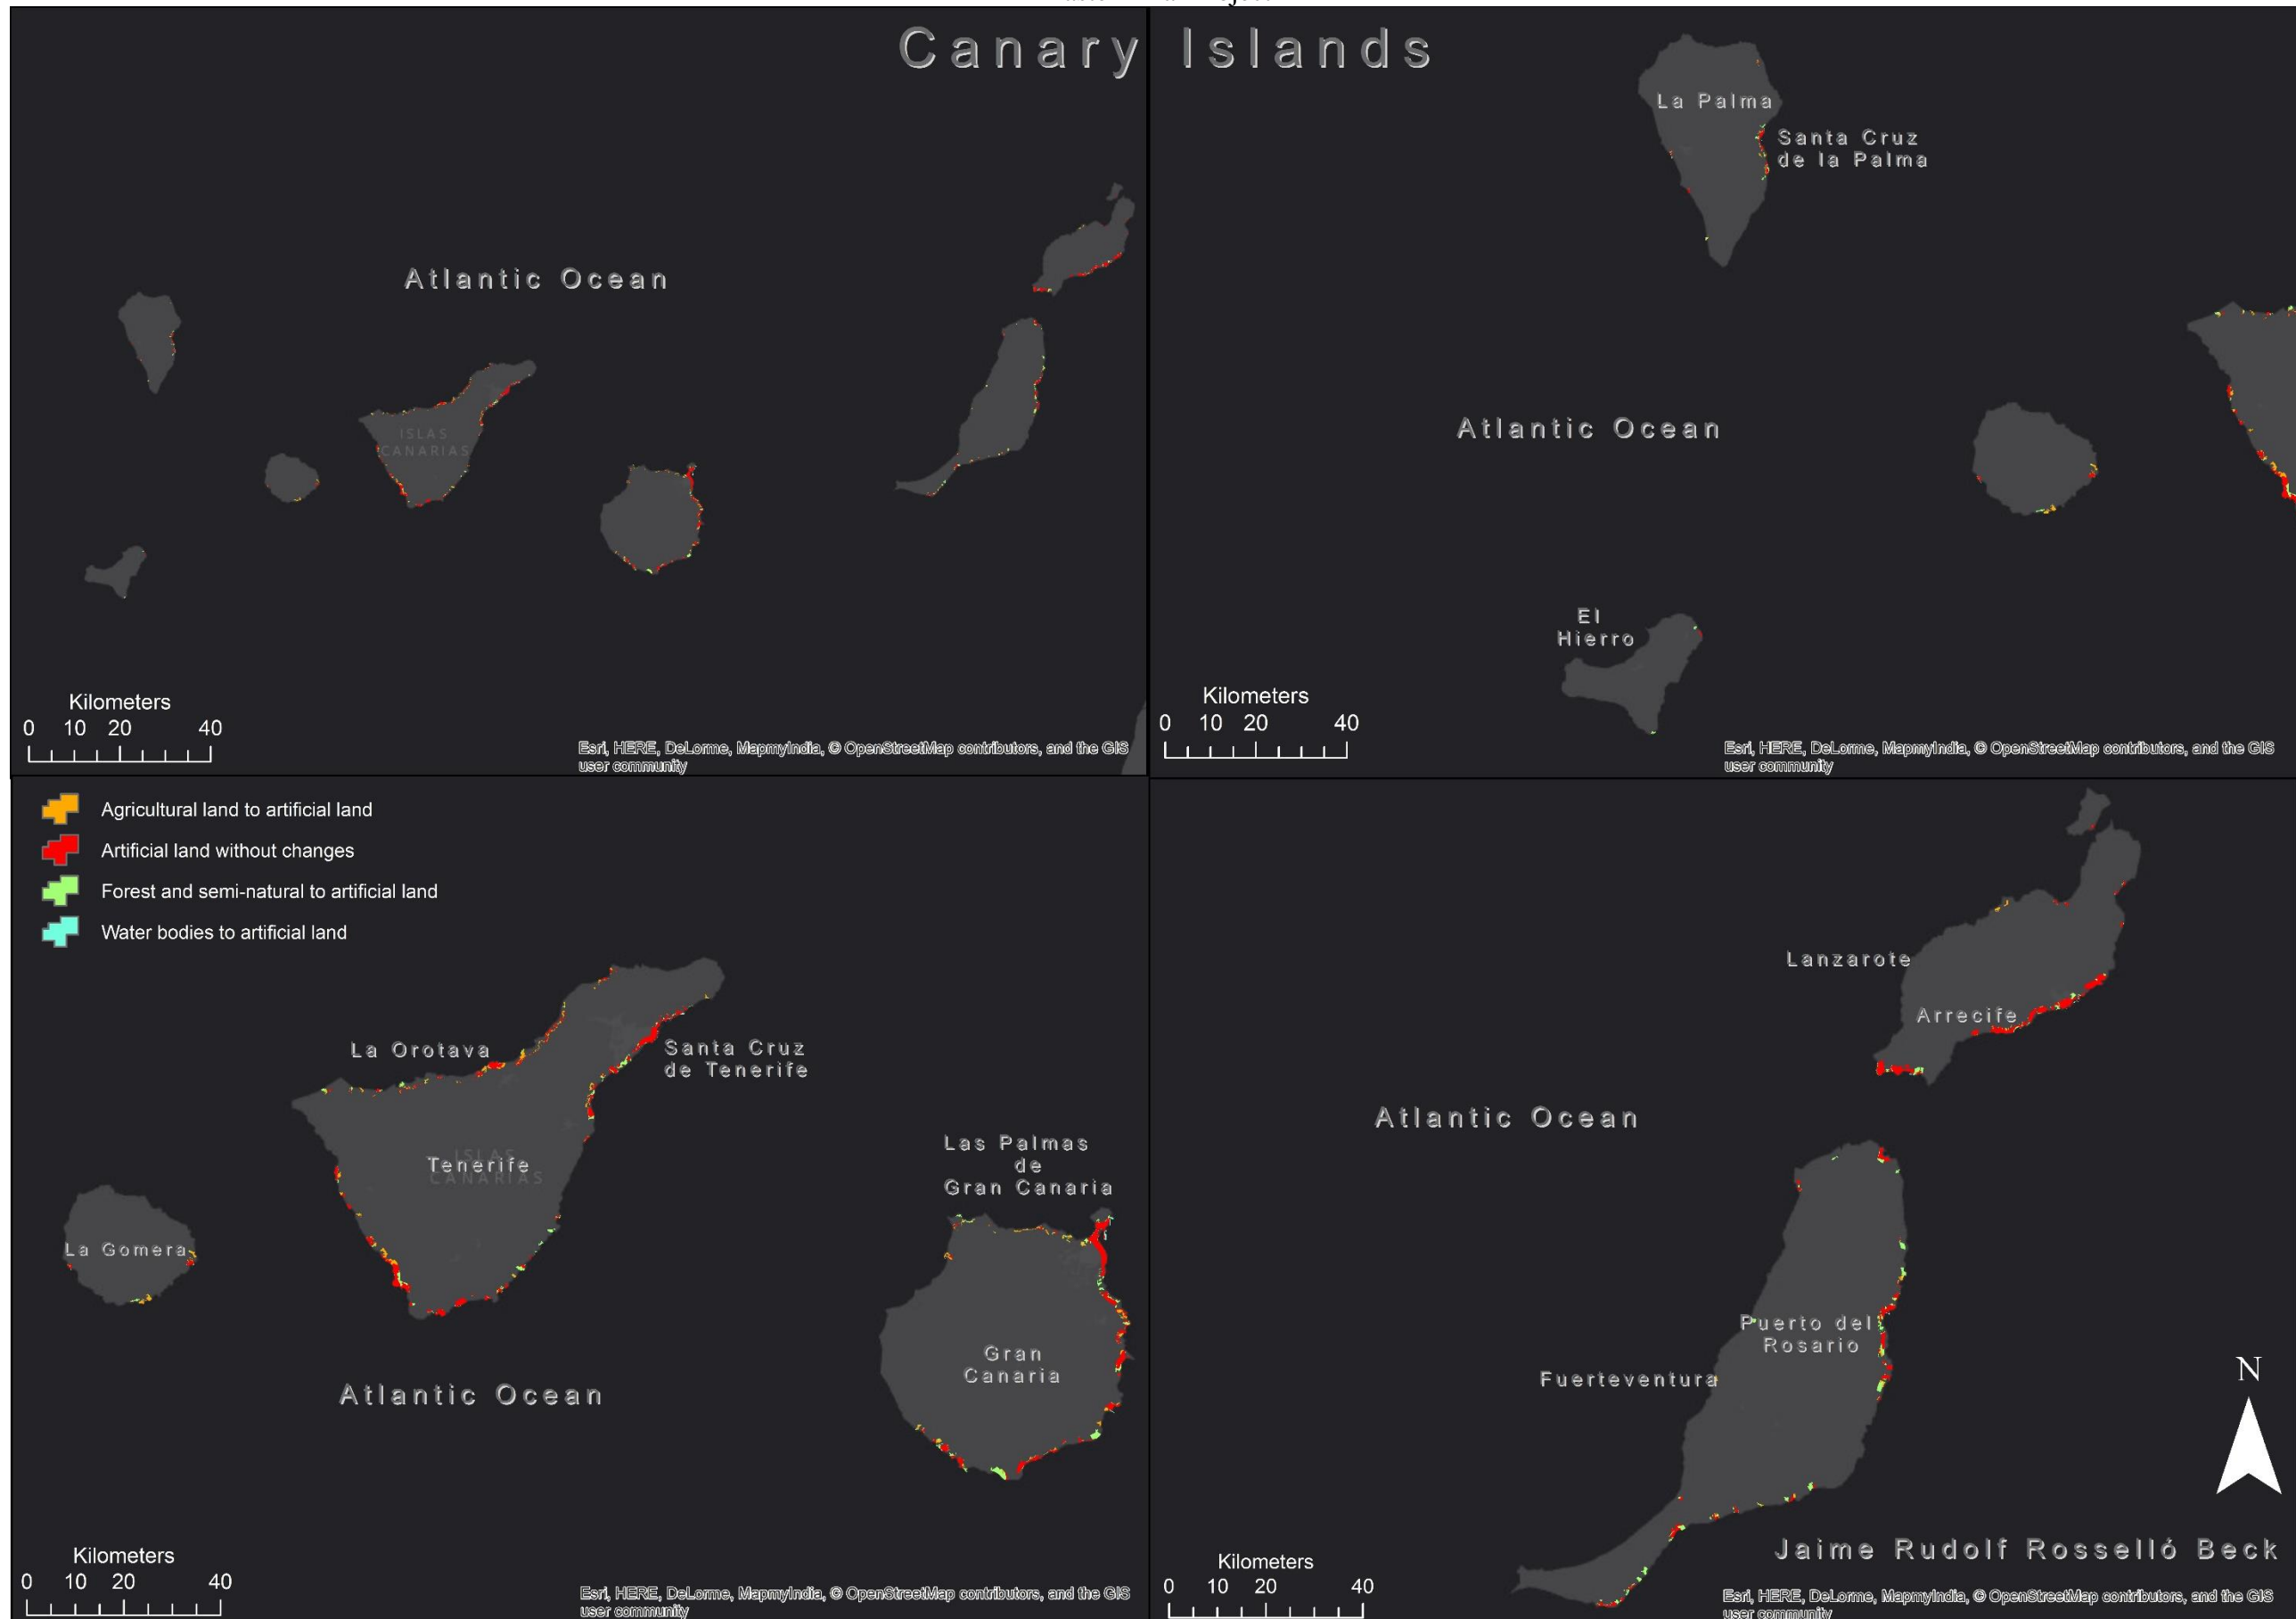 Canary Islands
Atlantic Ocean
ISLAS
CANARIAS
Kilometers
0 10 20 40
Esri, HERE, DeLorme, MapmyIndia, © OpenStreetMap contributors, and the GIS
user community
La Palma
Santa Cruz
de la Palma
Atlantic Ocean
El
Hierro
Kilometers
0 10 20 40
Esri, HERE, DeLorme, MapmyIndia, © OpenStreetMap contributors, and the GIS
user community
Agricultural land to artificial land
Artificial land without changes
Forest and semi-natural to artificial land
Water bodies to artificial land
La Orotava
Santa Cruz
de Tenerife
ISLAS
Tenerife
CANARIAS
Las Palmas
de
Gran Canaria
La Gomera
Gran
Canaria
Atlantic Ocean
Kilometers
0 10 20 40
Esri, HERE, DeLorme, MapmyIndia, © OpenStreetMap contributors, and the GIS
user community
Lanzarote
Arrecife
Atlantic Ocean
Puerto del
Rosario
Fuerteventura
N
Jaime Rudolf Rosselló Beck
Kilometers
0 10 20 40
Esri, HERE, DeLorme, MapmyIndia, © OpenStreetMap contributors, and the GIS
user community